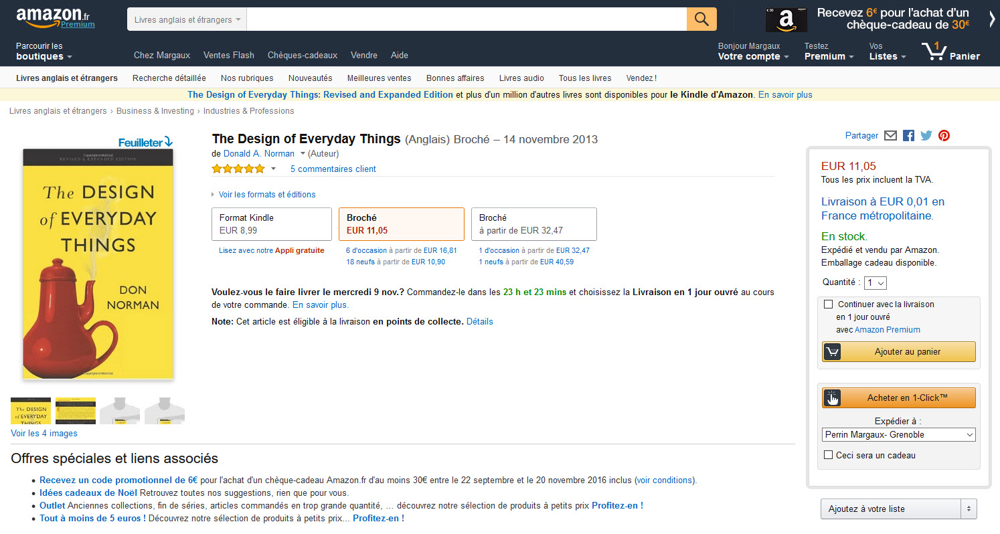 amazon.fr
Premium
Livres anglais et étrangers
€ 30
a
Recevez 6€ pour l'achat d'un
chèque-cadeau de 30€
Parcourir les
boutiques
Chez Margaux
Ventes Flash
Chèques-cadeaux
Vendre
Aide
Bonjour Margaux
Votre compte
Testez
Premium
Vos
Listes
1
Panier
Livres anglais et étrangers
Recherche détaillée
Nos rubriques
Nouveautés
Meilleures ventes
Bonnes affaires
Livres audio
Tous les livres
Vendez !
The Design of Everyday Things: Revised and Expanded Edition et plus d'un million d'autres livres sont disponibles pour le Kindle d'Amazon. En savoir plus
Livres anglais et étrangers › Business & Investing › Industries & Professions
Feuilleter
Copyrighted Material
REVISED & EXPANDED EDITION
The DESIGN
of EVERYDAY
THINGS
DON
NORMAN
Copyrighted Material
The DESIGN
of EVERYDAY
THINGS
Voir les 4 images
The Design of Everyday Things (Anglais) Broché – 14 novembre 2013
de Donald A. Norman (Auteur)
5 commentaires client
Voir les formats et éditions
Format Kindle
EUR 8,99
Lisez avec notre Appli gratuite
Broché
EUR 11,05
6 d'occasion à partir de EUR 16,81
18 neufs à partir de EUR 10,90
Broché
à partir de EUR 32,47
1 d'occasion à partir de EUR 32,47
1 neufs à partir de EUR 40,59
Voulez-vous le faire livrer le mercredi 9 nov.? Commandez-le dans les 23 h et 23 mins et choisissez la Livraison en 1 jour ouvré au cours
de votre commande. En savoir plus.
Note: Cet article est éligible à la livraison en points de collecte. Détails
Partager
EUR 11,05
Tous les prix incluent la TVA.
Livraison à EUR 0,01 en
France métropolitaine.
En stock.
Expédié et vendu par Amazon.
Emballage cadeau disponible.
Quantité : 1
Continuer avec la livraison
en 1 jour ouvré
avec Amazon Premium
Ajouter au panier
Acheter en 1-Click™
Expédier à :
Perrin Margaux- Grenoble
Ceci sera un cadeau
Ajoutez à votre liste
Offres spéciales et liens associés
Recevez un code promotionnel de 6€ pour l'achat d'un chèque-cadeau Amazon.fr d'au moins 30€ entre le 22 septembre et le 20 novembre 2016 inclus (voir conditions).
Idées cadeaux de Noël Retrouvez toutes nos suggestions, rien que pour vous.
Outlet Anciennes collections, fin de séries, articles commandés en trop grande quantité, ... découvrez notre sélection de produits à petits prix Profitez-en !
Tout à moins de 5 euros ! Découvrez notre sélection de produits à petits prix... Profitez-en !